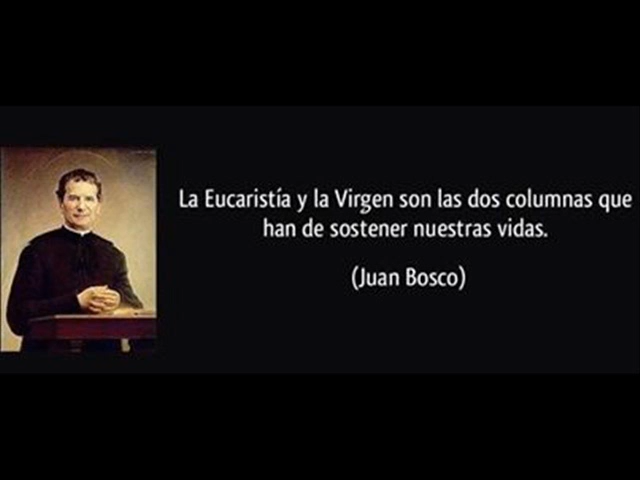 La Eucaristía y la Virgen son las dos columnas que
han de sostener nuestras vidas.
(Juan Bosco)